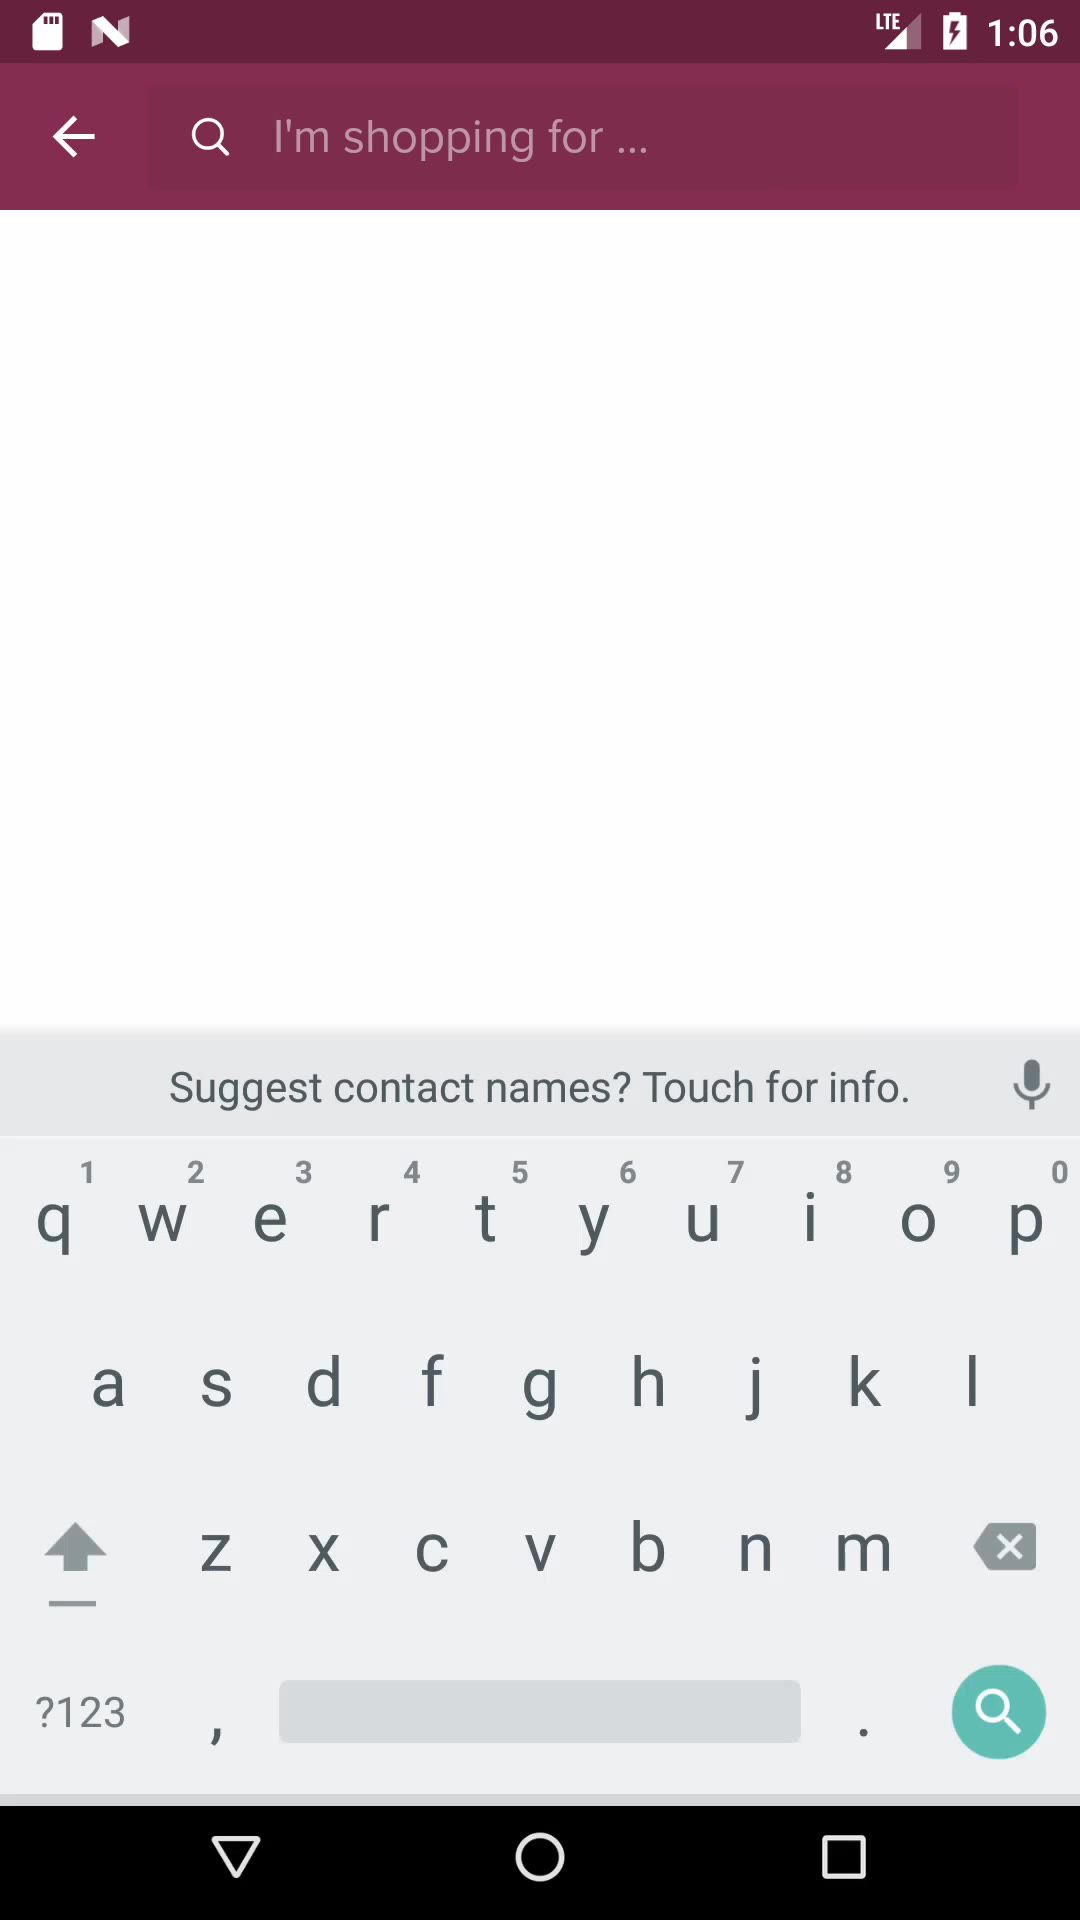 LTE 1:06
I'm shopping for ...
Suggest contact names? Touch for info.
1 2 3 4 5 6 7 8 9 0
q w e r t y u i o p
a s d f g h j k l
z x c v b n m
?123 , .